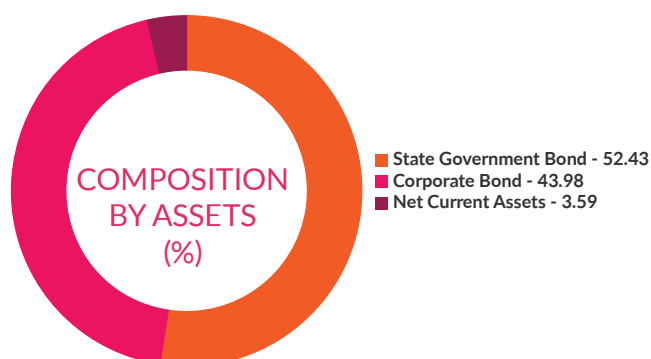 COMPOSITION
BY ASSETS
(%)
State Government Bond - 52.43
Corporate Bond - 43.98
Net Current Assets - 3.59